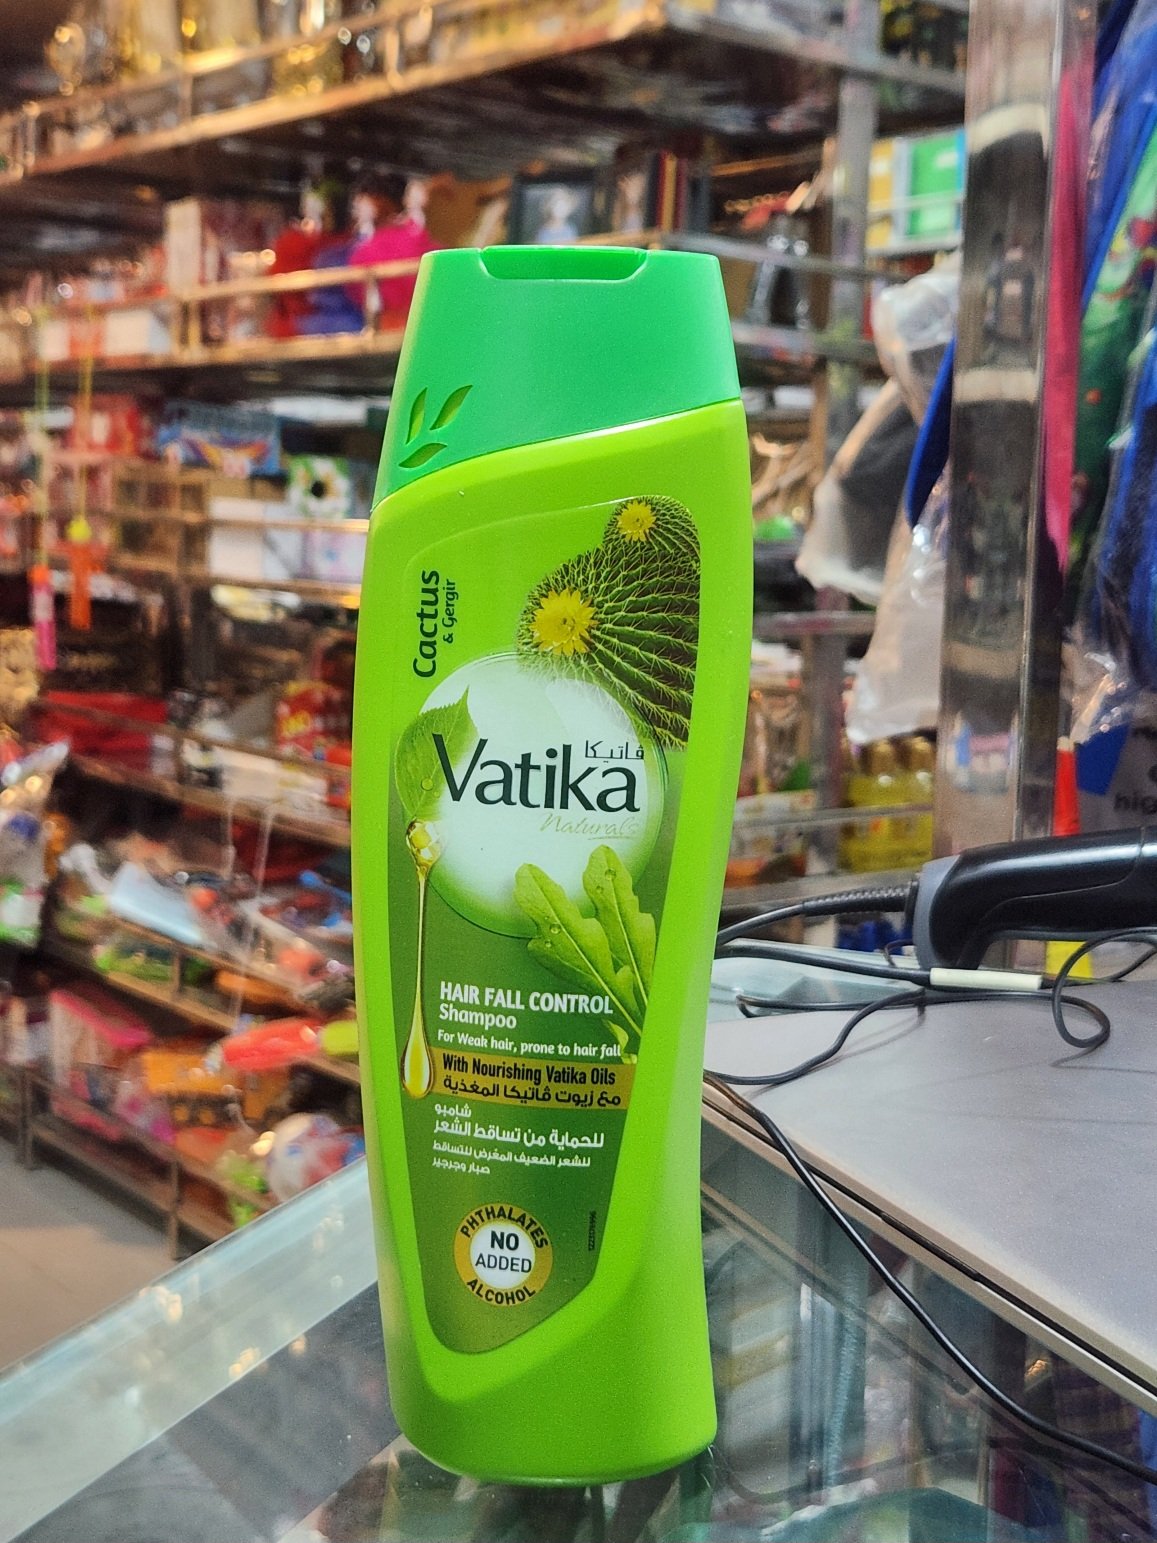 Cactus
& Gergir
ڤاتيكا
Vatika
Naturals
HAIR FALL CONTROL
Shampoo
For Weak hair, prone to hair fall
With Nourishing Vatika Oils
مع زيوت ڤاتيكا المغذية
شامبو
للحماية من تساقط الشعر
للشعر الضعيف المعرض للتساقط
صبار وجرجير
PHTHALATES
NO
ADDED
ALCOHOL
hig